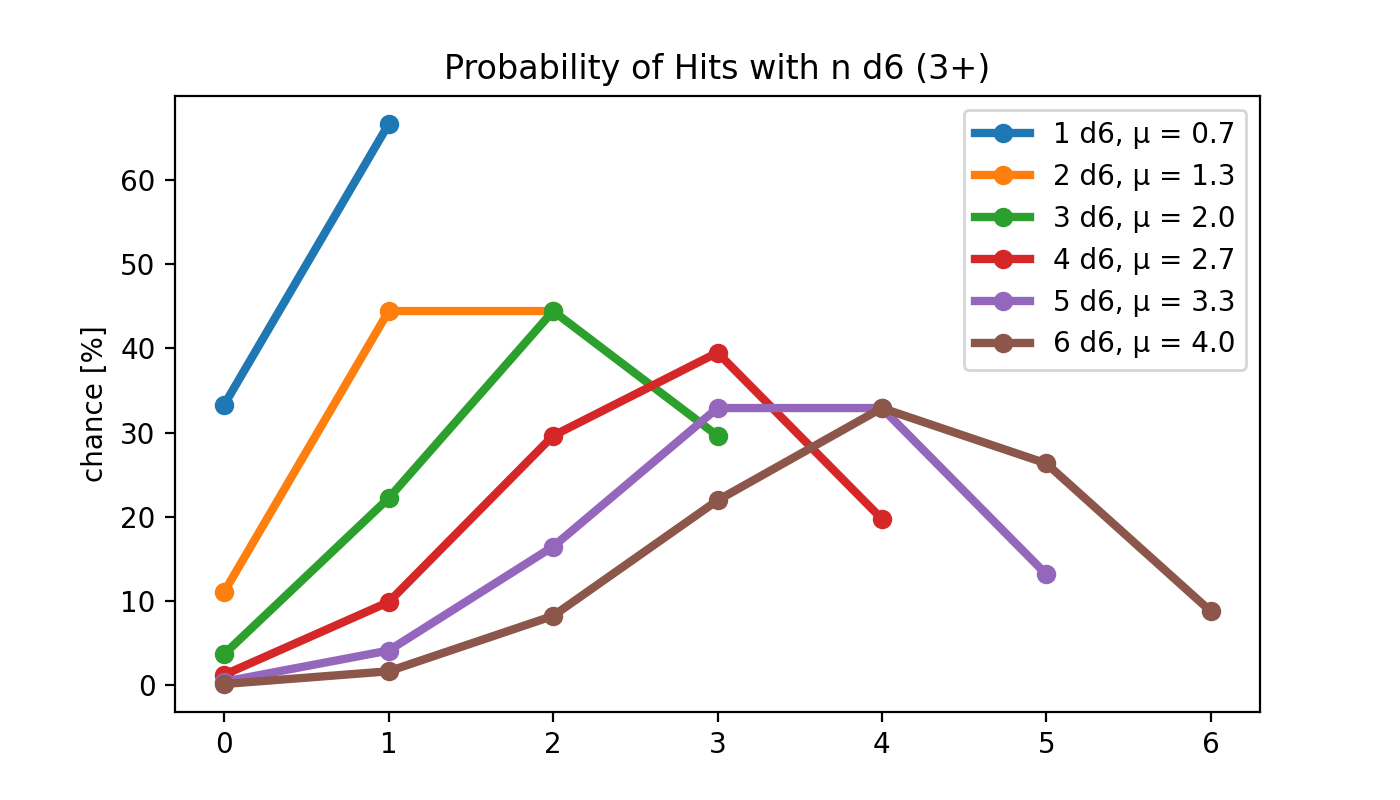 Probability of Hits with n d6 (3+)
chance [%]
60
50
40
30
20
10
0
0 1 2 3 4 5 6
1 d6, μ = 0.7
2 d6, μ = 1.3
3 d6, μ = 2.0
4 d6, μ = 2.7
5 d6, μ = 3.3
6 d6, μ = 4.0